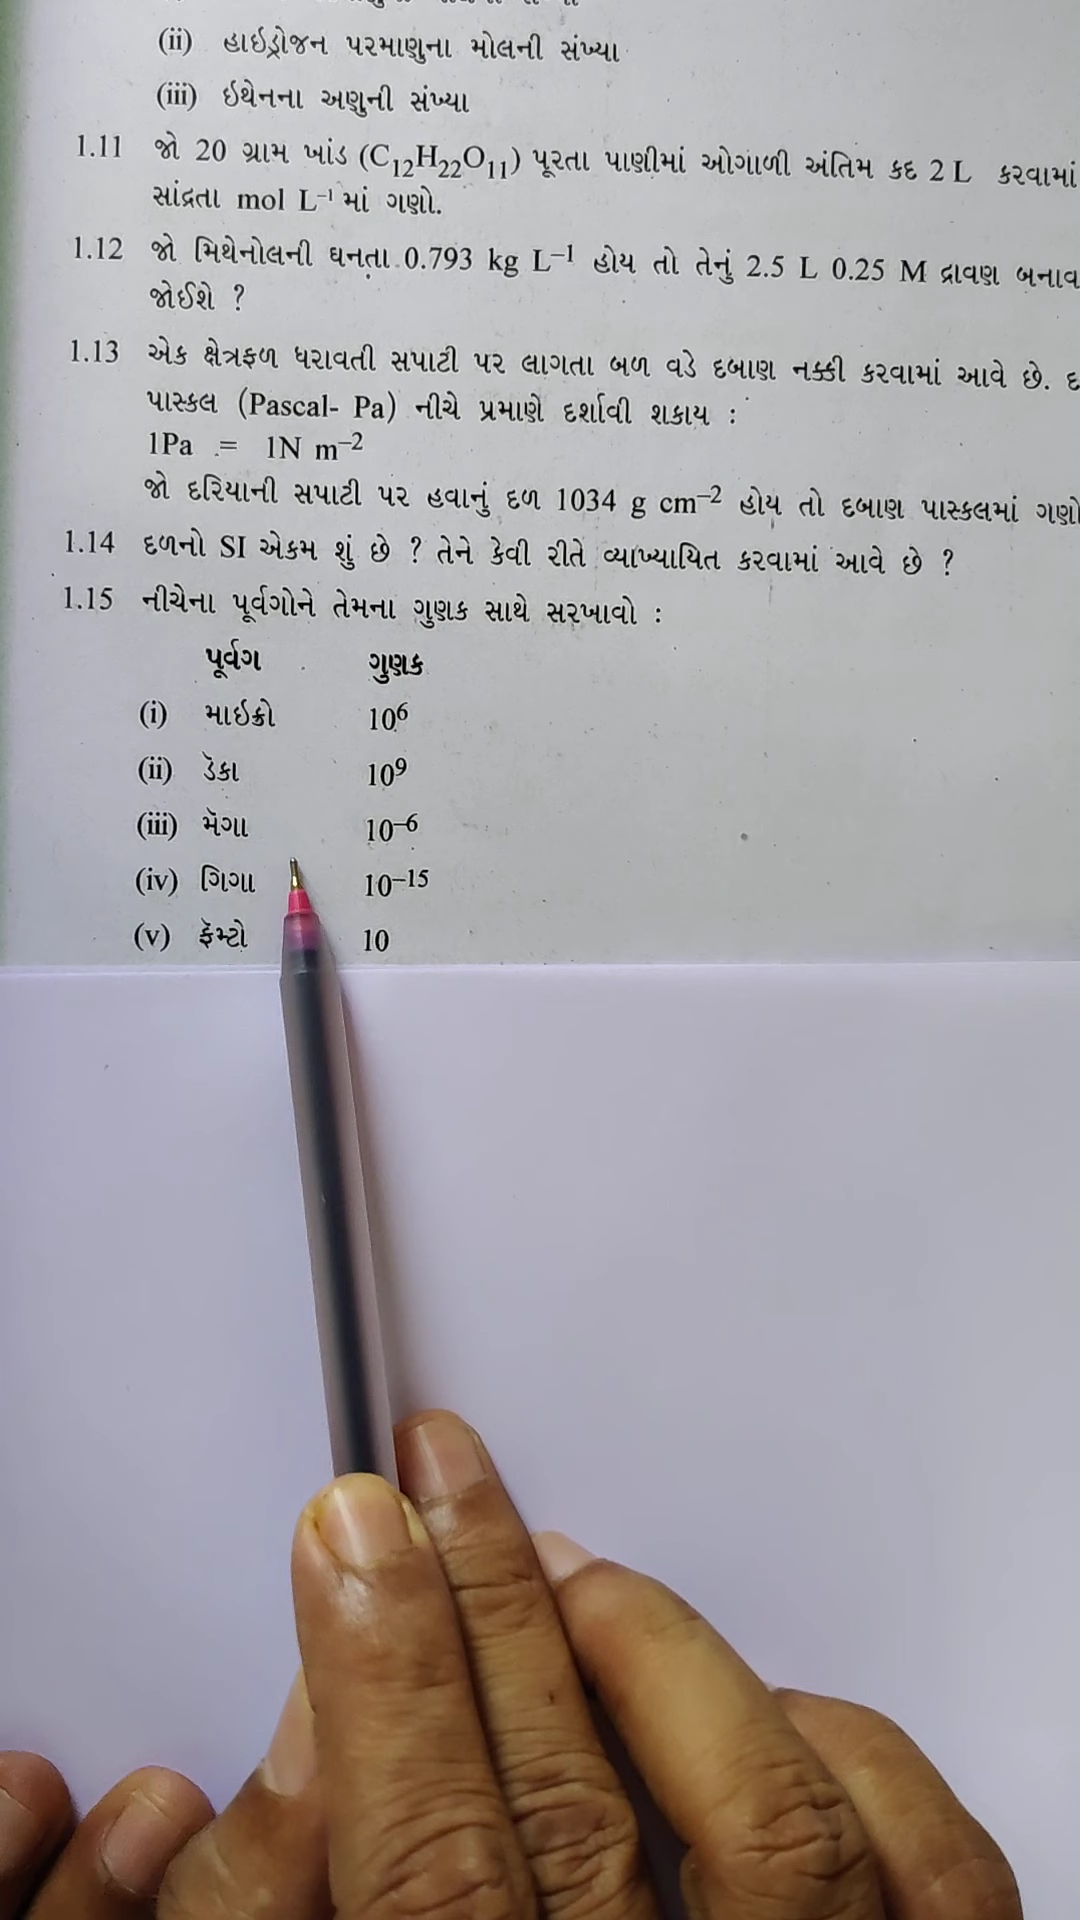 (ii) હાઇડ્રોજન પરમાણુના મોલની સંખ્યા
(iii) ઇથેનના અણુની સંખ્યા
1.11 જો 20 ગ્રામ ખાંડ (C₁₂H₂₂O₁₁) પૂરતા પાણીમાં ઓગાળી અંતિમ કદ 2 L કરવામાં
સાંદ્રતા mol L⁻¹ માં ગણો.
1.12 જો મિથેનોલની ઘનતા 0.793 kg L⁻¹ હોય તો તેનું 2.5 L 0.25 M દ્રાવણ બનાવ
જોઈશે ?
1.13 એક ક્ષેત્રફળ ધરાવતી સપાટી પર લાગતા બળ વડે દબાણ નક્કી કરવામાં આવે છે. દ
પાસ્કલ (Pascal- Pa) નીચે પ્રમાણે દર્શાવી શકાય :
1Pa = 1N m⁻²
જો દરિયાની સપાટી પર હવાનું દળ 1034 g cm⁻² હોય તો દબાણ પાસ્કલમાં ગણો
1.14 દળનો SI એકમ શું છે ? તેને કેવી રીતે વ્યાખ્યાયિત કરવામાં આવે છે ?
1.15 નીચેના પૂર્વગોને તેમના ગુણક સાથે સરખાવો :
પૂર્વગ ગુણક
(i) માઇક્રો 10⁶
(ii) ડૅકા 10⁹
(iii) મૅગા 10⁻⁶
(iv) ગિગા 10⁻¹⁵
(v) ફૅમ્ટો 10